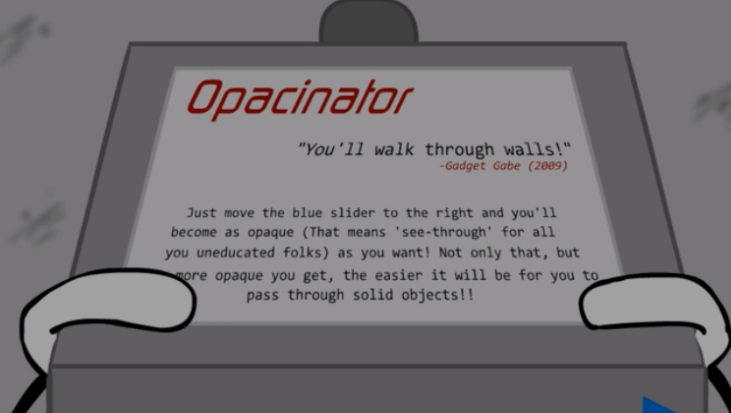 Opacinator
"You'll walk through walls!"
-Gadget Gabe (2009)
Just move the blue slider to the right and you'll
become as opaque (That means 'see-through' for all
you uneducated folks) as you want! Not only that, but
more opaque you get, the easier it will be for you to
pass through solid objects!!